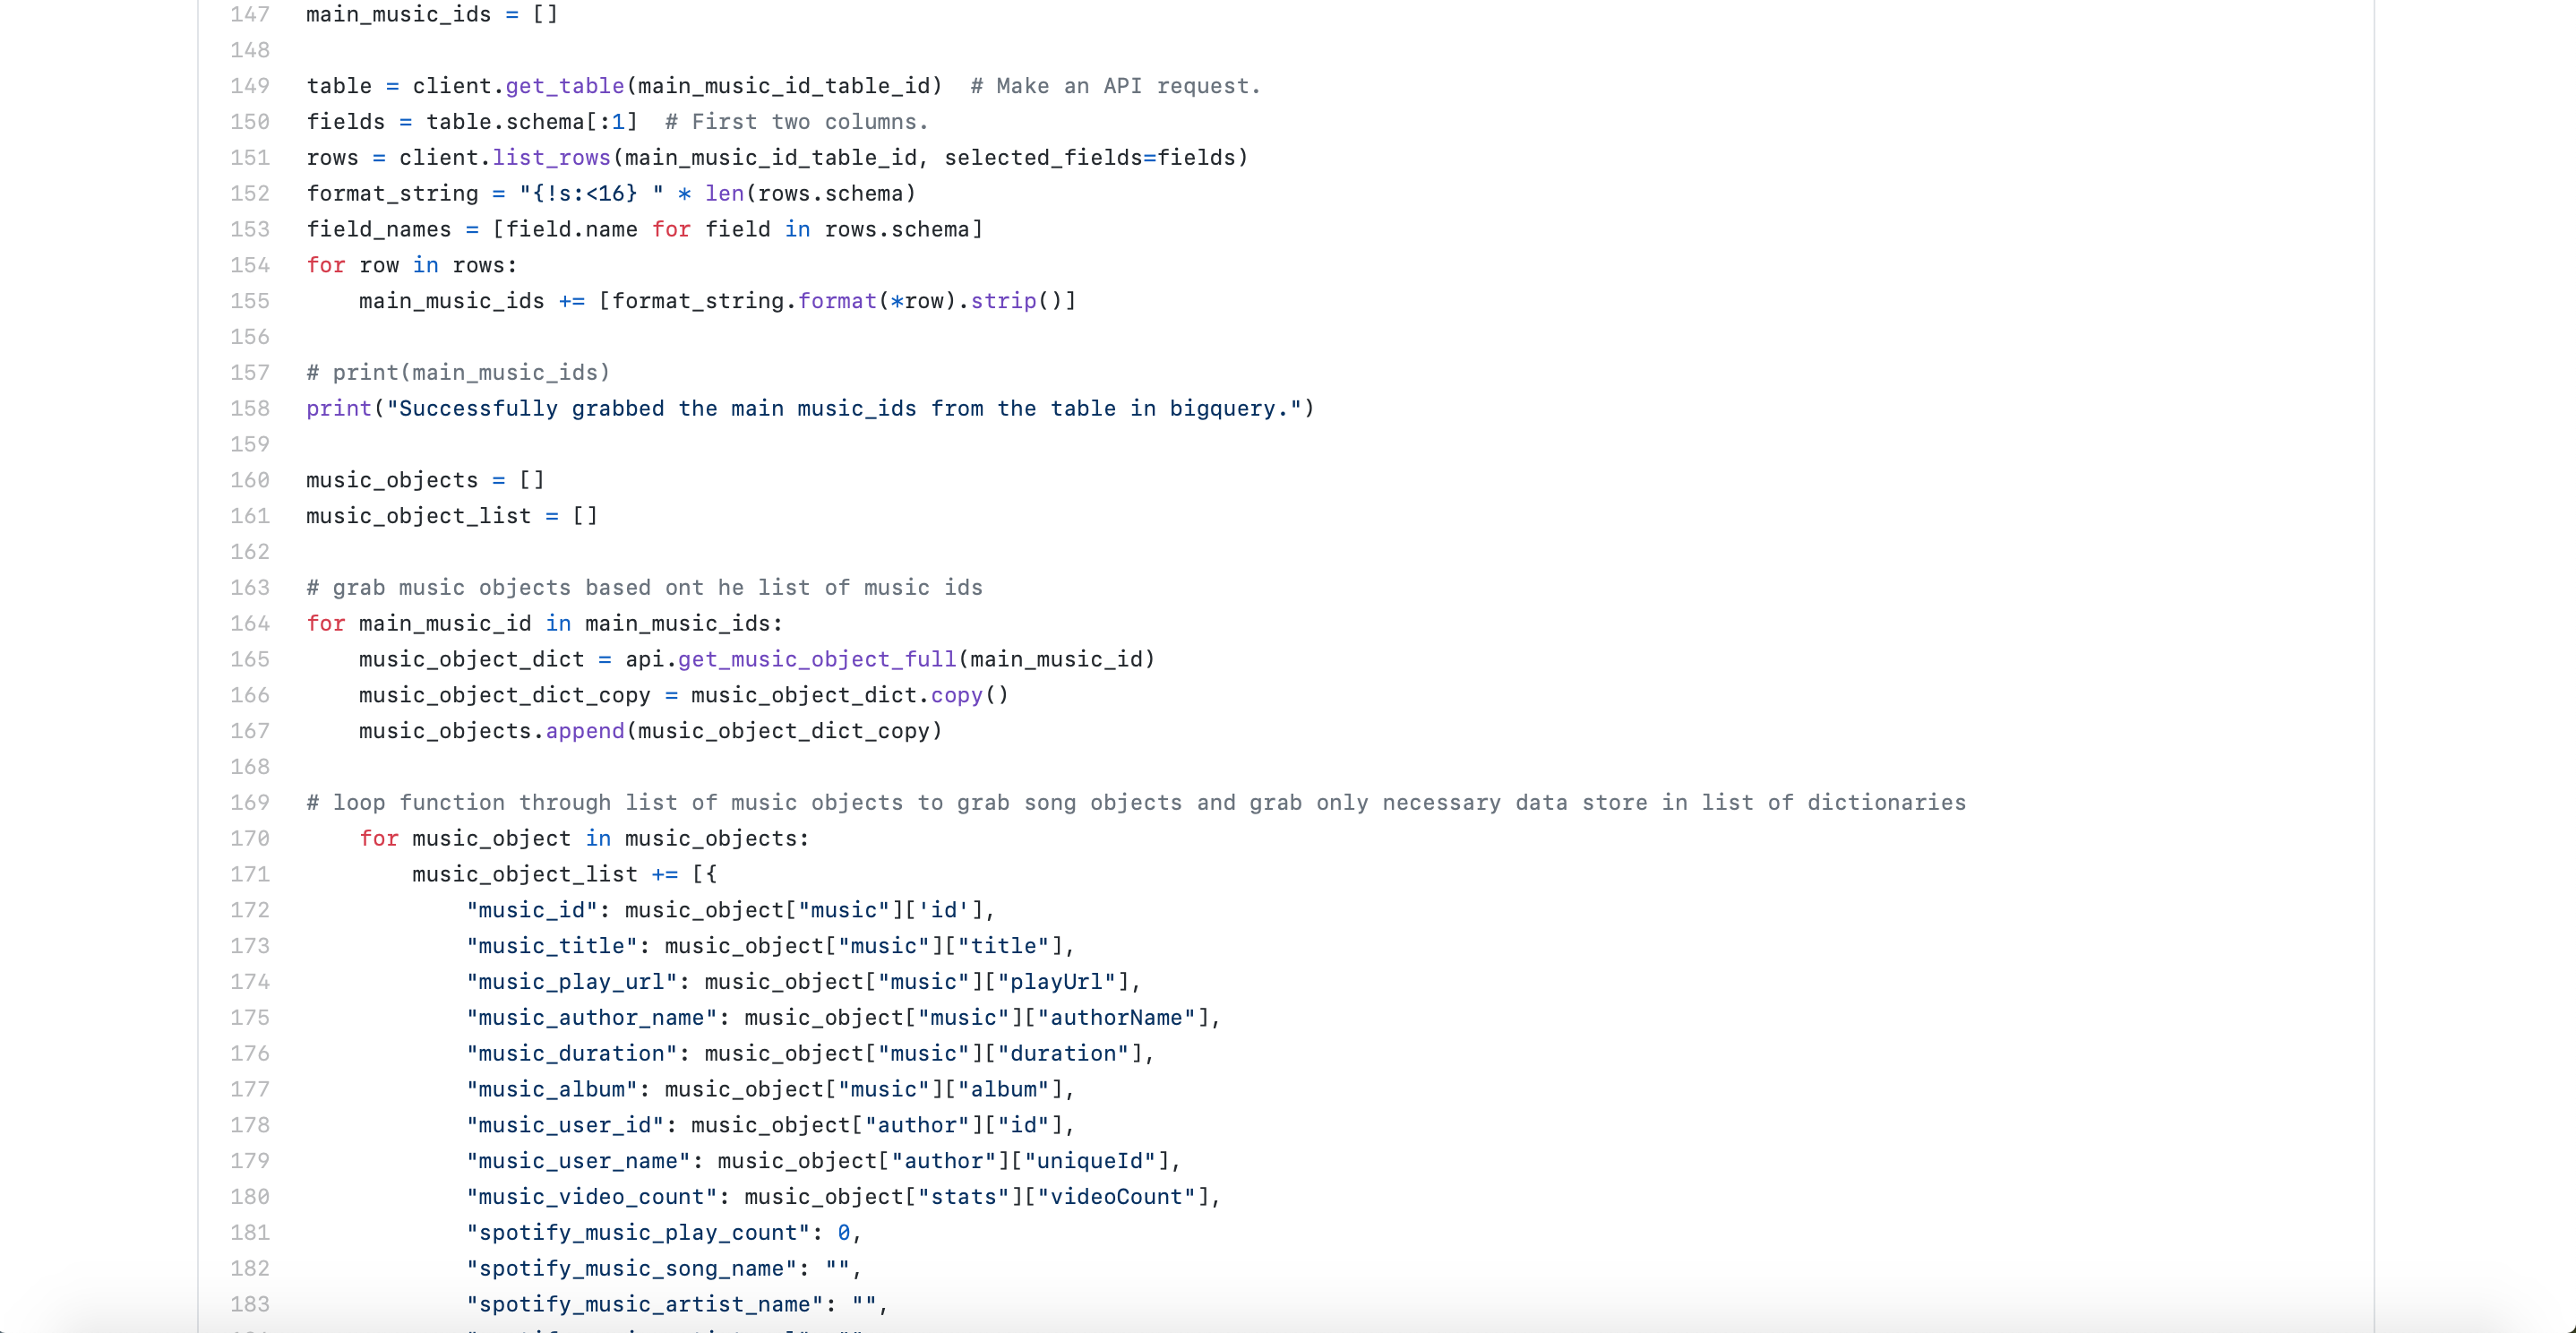 147 main_music_ids = []
148
149 table = client.get_table(main_music_id_table_id)  # Make an API request.
150 fields = table.schema[:1]  # First two columns.
151 rows = client.list_rows(main_music_id_table_id, selected_fields=fields)
152 format_string = "{!s:<16} " * len(rows.schema)
153 field_names = [field.name for field in rows.schema]
154 for row in rows:
155     main_music_ids += [format_string.format(*row).strip()]
156
157 # print(main_music_ids)
158 print("Successfully grabbed the main music_ids from the table in bigquery.")
159
160 music_objects = []
161 music_object_list = []
162
163 # grab music objects based ont he list of music ids
164 for main_music_id in main_music_ids:
165     music_object_dict = api.get_music_object_full(main_music_id)
166     music_object_dict_copy = music_object_dict.copy()
167     music_objects.append(music_object_dict_copy)
168
169 # loop function through list of music objects to grab song objects and grab only necessary data store in list of dictionaries
170     for music_object in music_objects:
171         music_object_list += [{
172             "music_id": music_object["music"]['id'],
173             "music_title": music_object["music"]["title"],
174             "music_play_url": music_object["music"]["playUrl"],
175             "music_author_name": music_object["music"]["authorName"],
176             "music_duration": music_object["music"]["duration"],
177             "music_album": music_object["music"]["album"],
178             "music_user_id": music_object["author"]["id"],
179             "music_user_name": music_object["author"]["uniqueId"],
180             "music_video_count": music_object["stats"]["videoCount"],
181             "spotify_music_play_count": 0,
182             "spotify_music_song_name": "",
183             "spotify_music_artist_name": "",